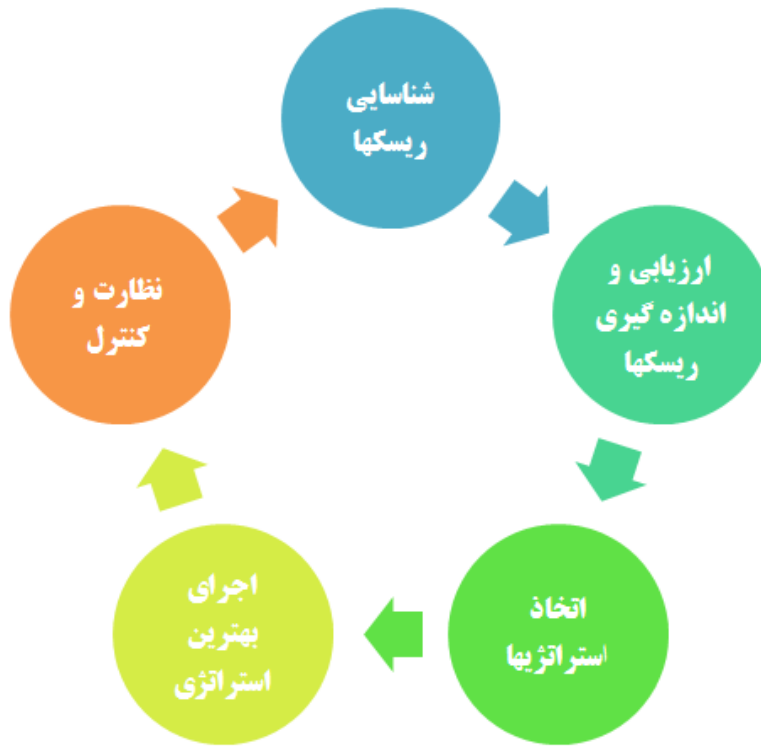 شناسایی
ریسکها
ارزیابی و
اندازه گیری
ریسکها
اتخاذ
استراتژیها
اجرای
بهترین
استراتژی
نظارت و
کنترل